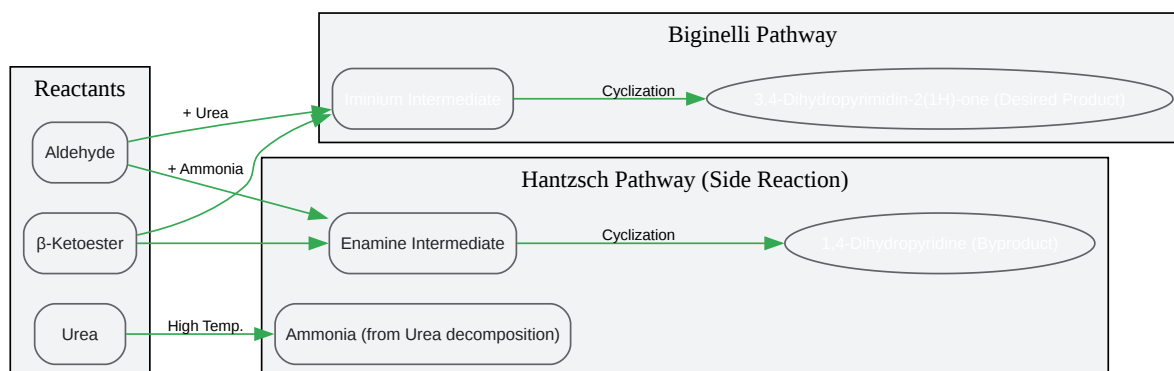 Biginelli Pathway
Reactants
Iminium Intermediate
Cyclization
3,4-Dihydropyrimidin-2(1H)-one (Desired Product)
+ Urea
Aldehyde
+ Ammonia
Hantzsch Pathway (Side Reaction)
β-Ketoester
Enamine Intermediate
Cyclization
1,4-Dihydropyridine (Byproduct)
Urea
High Temp.
Ammonia (from Urea decomposition)